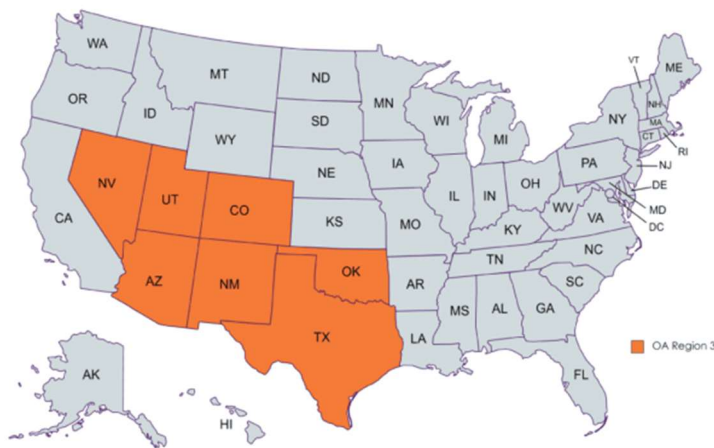 WA
MT
ND
MN
VT
ME
OR
ID
SD
WI
NH
NY
MA
WY
MI
CT
RI
IA
PA
NJ
NE
NV
OH
UT
IL
IN
DE
CO
MD
CA
WV
KS
MO
VA
DC
KY
NC
TN
AZ
NM
OK
AR
SC
MS
AL
GA
TX
LA
OA Region 3
AK
FL
HI